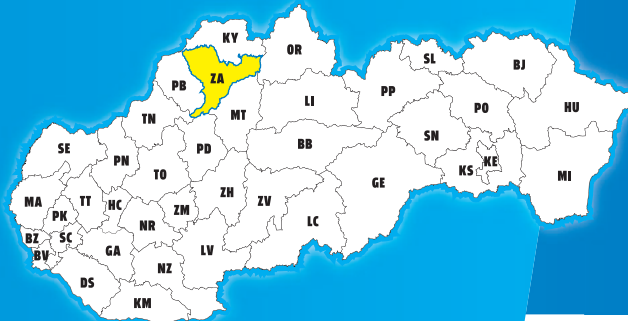 KY
OR
SL
BJ
ZA
PB
PP
LI
PO
HU
MT
TN
SN
BB
SE
PD
PN
KE
KS
TO
MI
GE
ZH
MA
TT
HC
ZV
ZM
PK
LC
NR
BZ
SC
GA
LV
BV
NZ
DS
KM